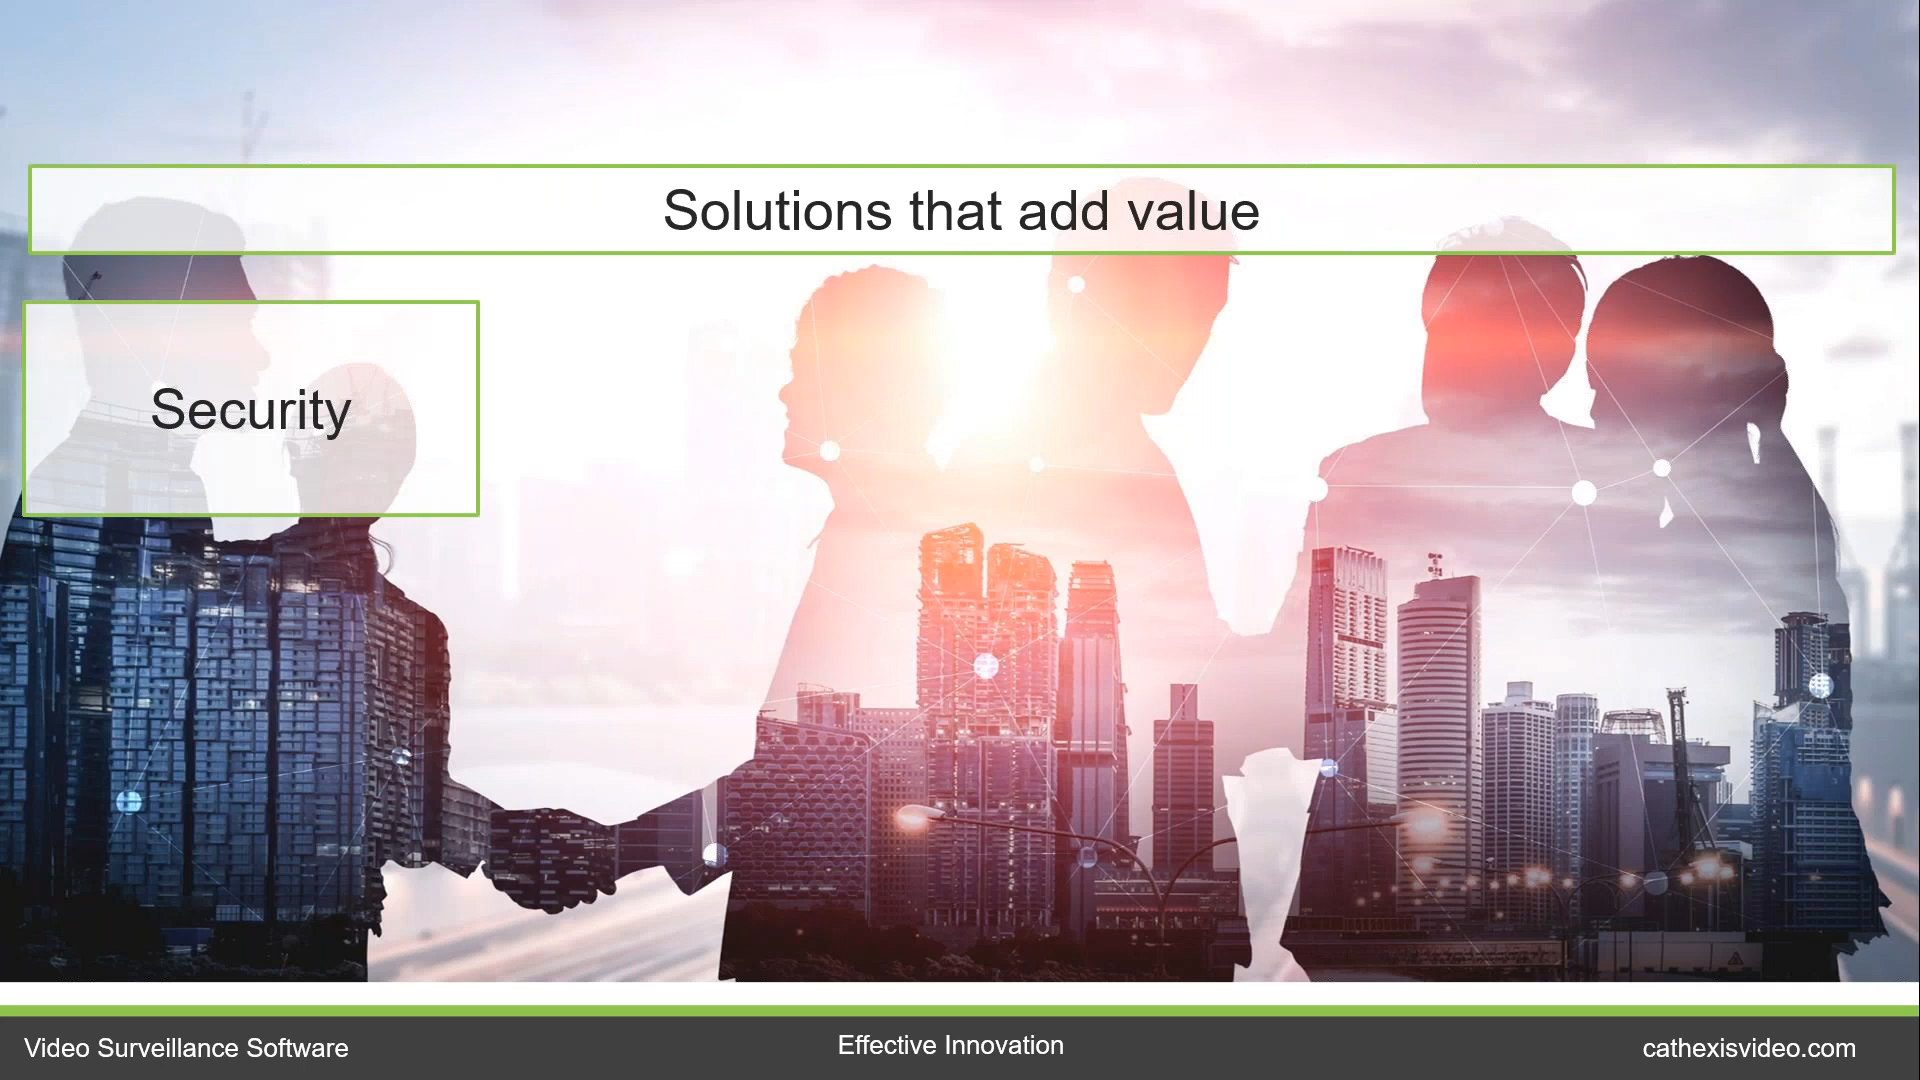 Solutions that add value
Security
Video Surveillance Software
Effective Innovation
cathexisvideo.com